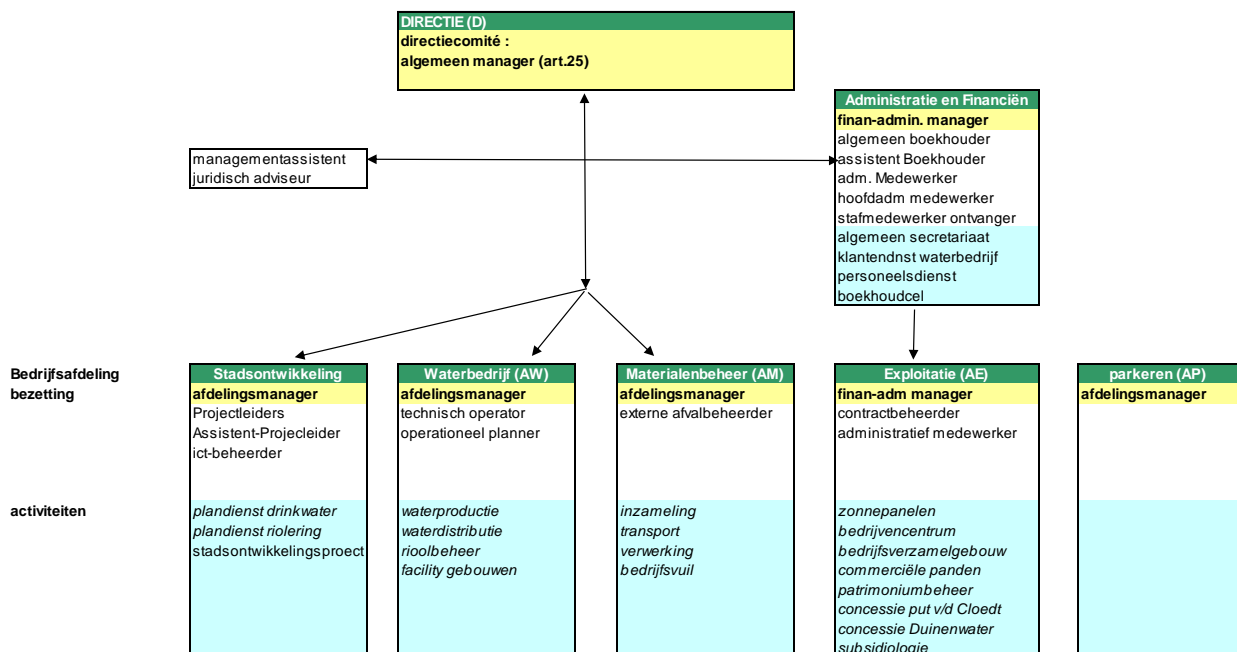 DIRECTIE (D)
directiecomité :
algemeen manager (art.25)
Administratie en Financiën
finan-admin. manager
algemeen boekhouder
assistent Boekhouder
adm. Medewerker
hoofdadm medewerker
stafmedewerker ontvanger
algemeen secretariaat
klantendnst waterbedrijf
personeelsdienst
boekhoudcel
managementassistent
juridisch adviseur
Bedrijfsafdeling
bezetting
activiteiten
Stadsontwikkeling
afdelingsmanager
Projectleiders
Assistent-Projecleider
ict-beheerder
plandienst drinkwater
plandienst riolering
stadsontwikkelingsproect
Waterbedrijf (AW)
afdelingsmanager
technisch operator
operationeel planner
waterproductie
waterdistributie
rioolbeheer
facility gebouwen
Materialenbeheer (AM)
afdelingsmanager
externe afvalbeheerder
inzameling
transport
verwerking
bedrijfsvuil
Exploitatie (AE)
finan-adm manager
contractbeheerder
administratief medewerker
zonnepanelen
bedrijvencentrum
bedrijfsverzamelgebouw
commerciële panden
patrimoniumbeheer
concessie put v/d Cloedt
concessie Duinenwater
subsidiologie
parkeren (AP)
afdelingsmanager